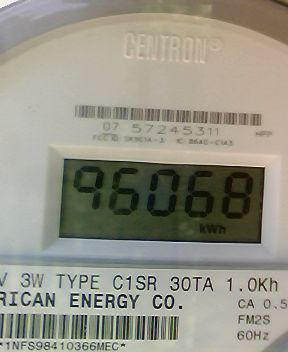 CENTRON®
07 57245311
96068
kWh
V 3W TYPE C1SR 30TA 1.0Kh
RICAN ENERGY CO.
CA 0.5
FM2S
60Hz
*1NFS98410366MEC*